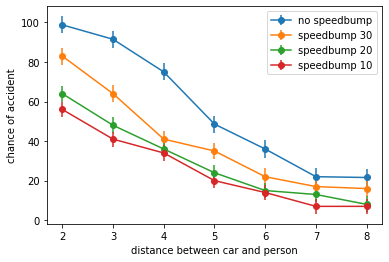 100
80
60
40
20
0
chance of accident
no speedbump
speedbump 30
speedbump 20
speedbump 10
2 3 4 5 6 7 8
distance between car and person